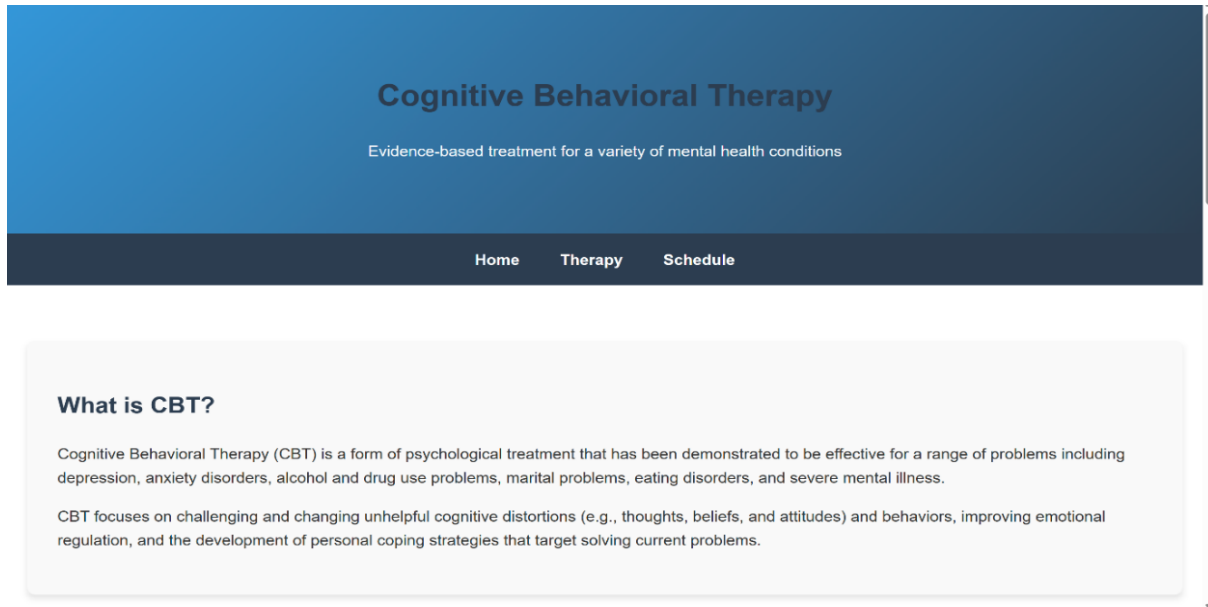 Cognitive Behavioral Therapy
Evidence-based treatment for a variety of mental health conditions
Home Therapy Schedule
What is CBT?
Cognitive Behavioral Therapy (CBT) is a form of psychological treatment that has been demonstrated to be effective for a range of problems including
depression, anxiety disorders, alcohol and drug use problems, marital problems, eating disorders, and severe mental illness.
CBT focuses on challenging and changing unhelpful cognitive distortions (e.g., thoughts, beliefs, and attitudes) and behaviors, improving emotional
regulation, and the development of personal coping strategies that target solving current problems.